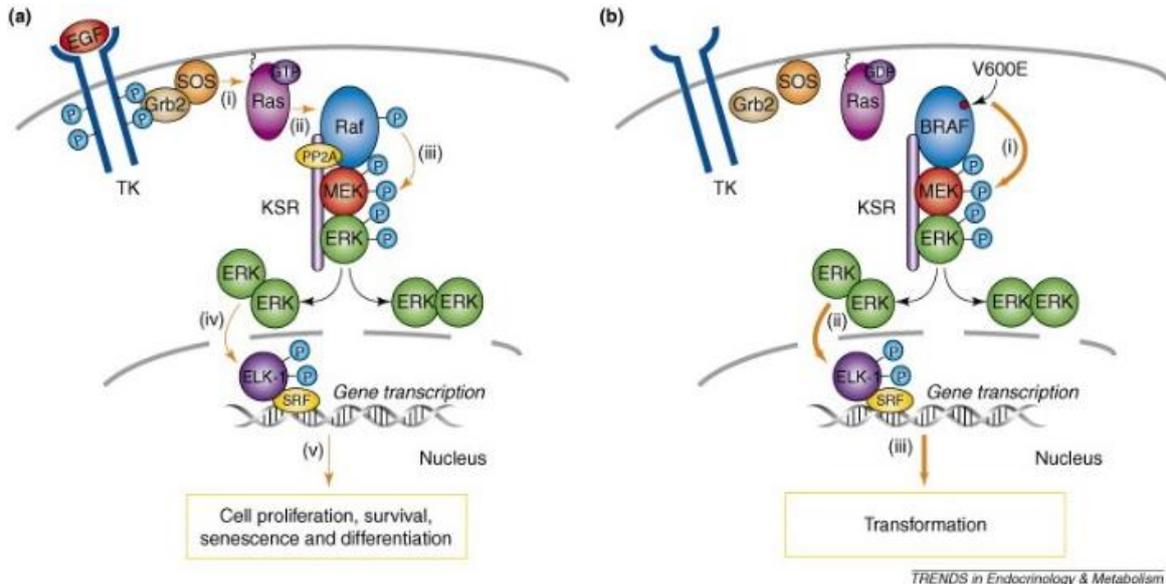 (a)
EGF
SOS
GTP
P
P
Grb2
(i)
Ras
P
P
(ii)
Raf
P
PP2A
(iii)
P
TK
MEK
P
KSR
P
ERK
P
ERK
ERK
ERK
ERK
(iv)
P
ELK-1
P
Gene transcription
SRF
(v)
Nucleus
Cell proliferation, survival,
senescence and differentiation
(b)
SOS
GDP
V600E
Grb2
Ras
BRAF
(i)
P
TK
MEK
P
KSR
P
ERK
P
ERK
ERK
ERK
ERK
(ii)
P
ELK-1
P
Gene transcription
SRF
(iii)
Nucleus
Transformation
TRENDS in Endocrinology & Metabolism